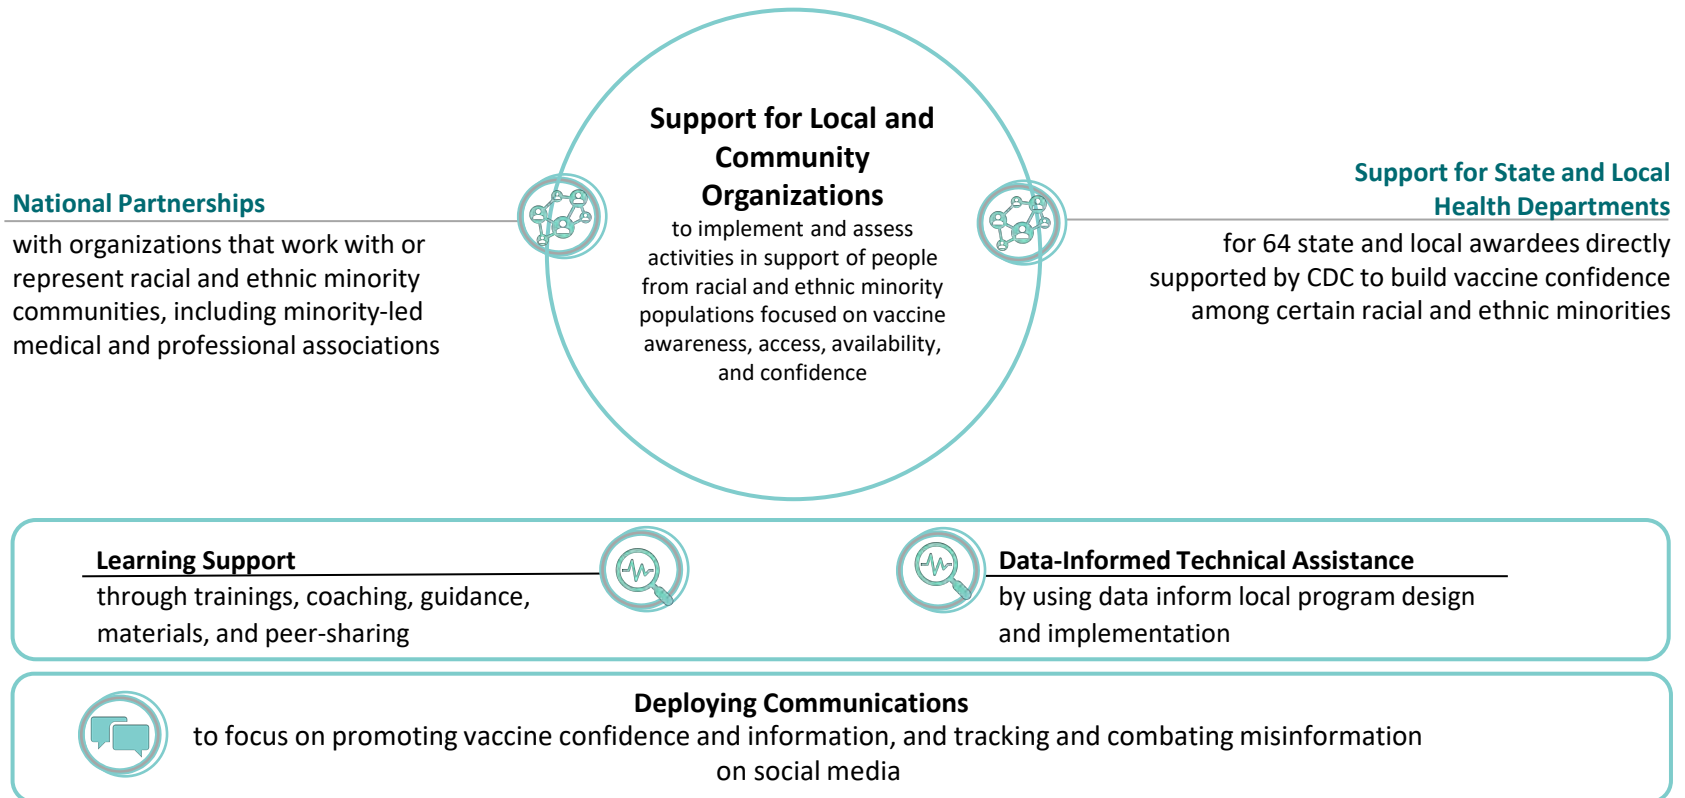 Support for Local and
Community
Organizations
to implement and assess
activities in support of people
from racial and ethnic minority
populations focused on vaccine
awareness, access, availability,
and confidence
National Partnerships
with organizations that work with or
represent racial and ethnic minority
communities, including minority-led
medical and professional associations
Support for State and Local
Health Departments
for 64 state and local awardees directly
supported by CDC to build vaccine confidence
among certain racial and ethnic minorities
Learning Support
through trainings, coaching, guidance,
materials, and peer-sharing
Data-Informed Technical Assistance
by using data inform local program design
and implementation
Deploying Communications
to focus on promoting vaccine confidence and information, and tracking and combating misinformation
on social media